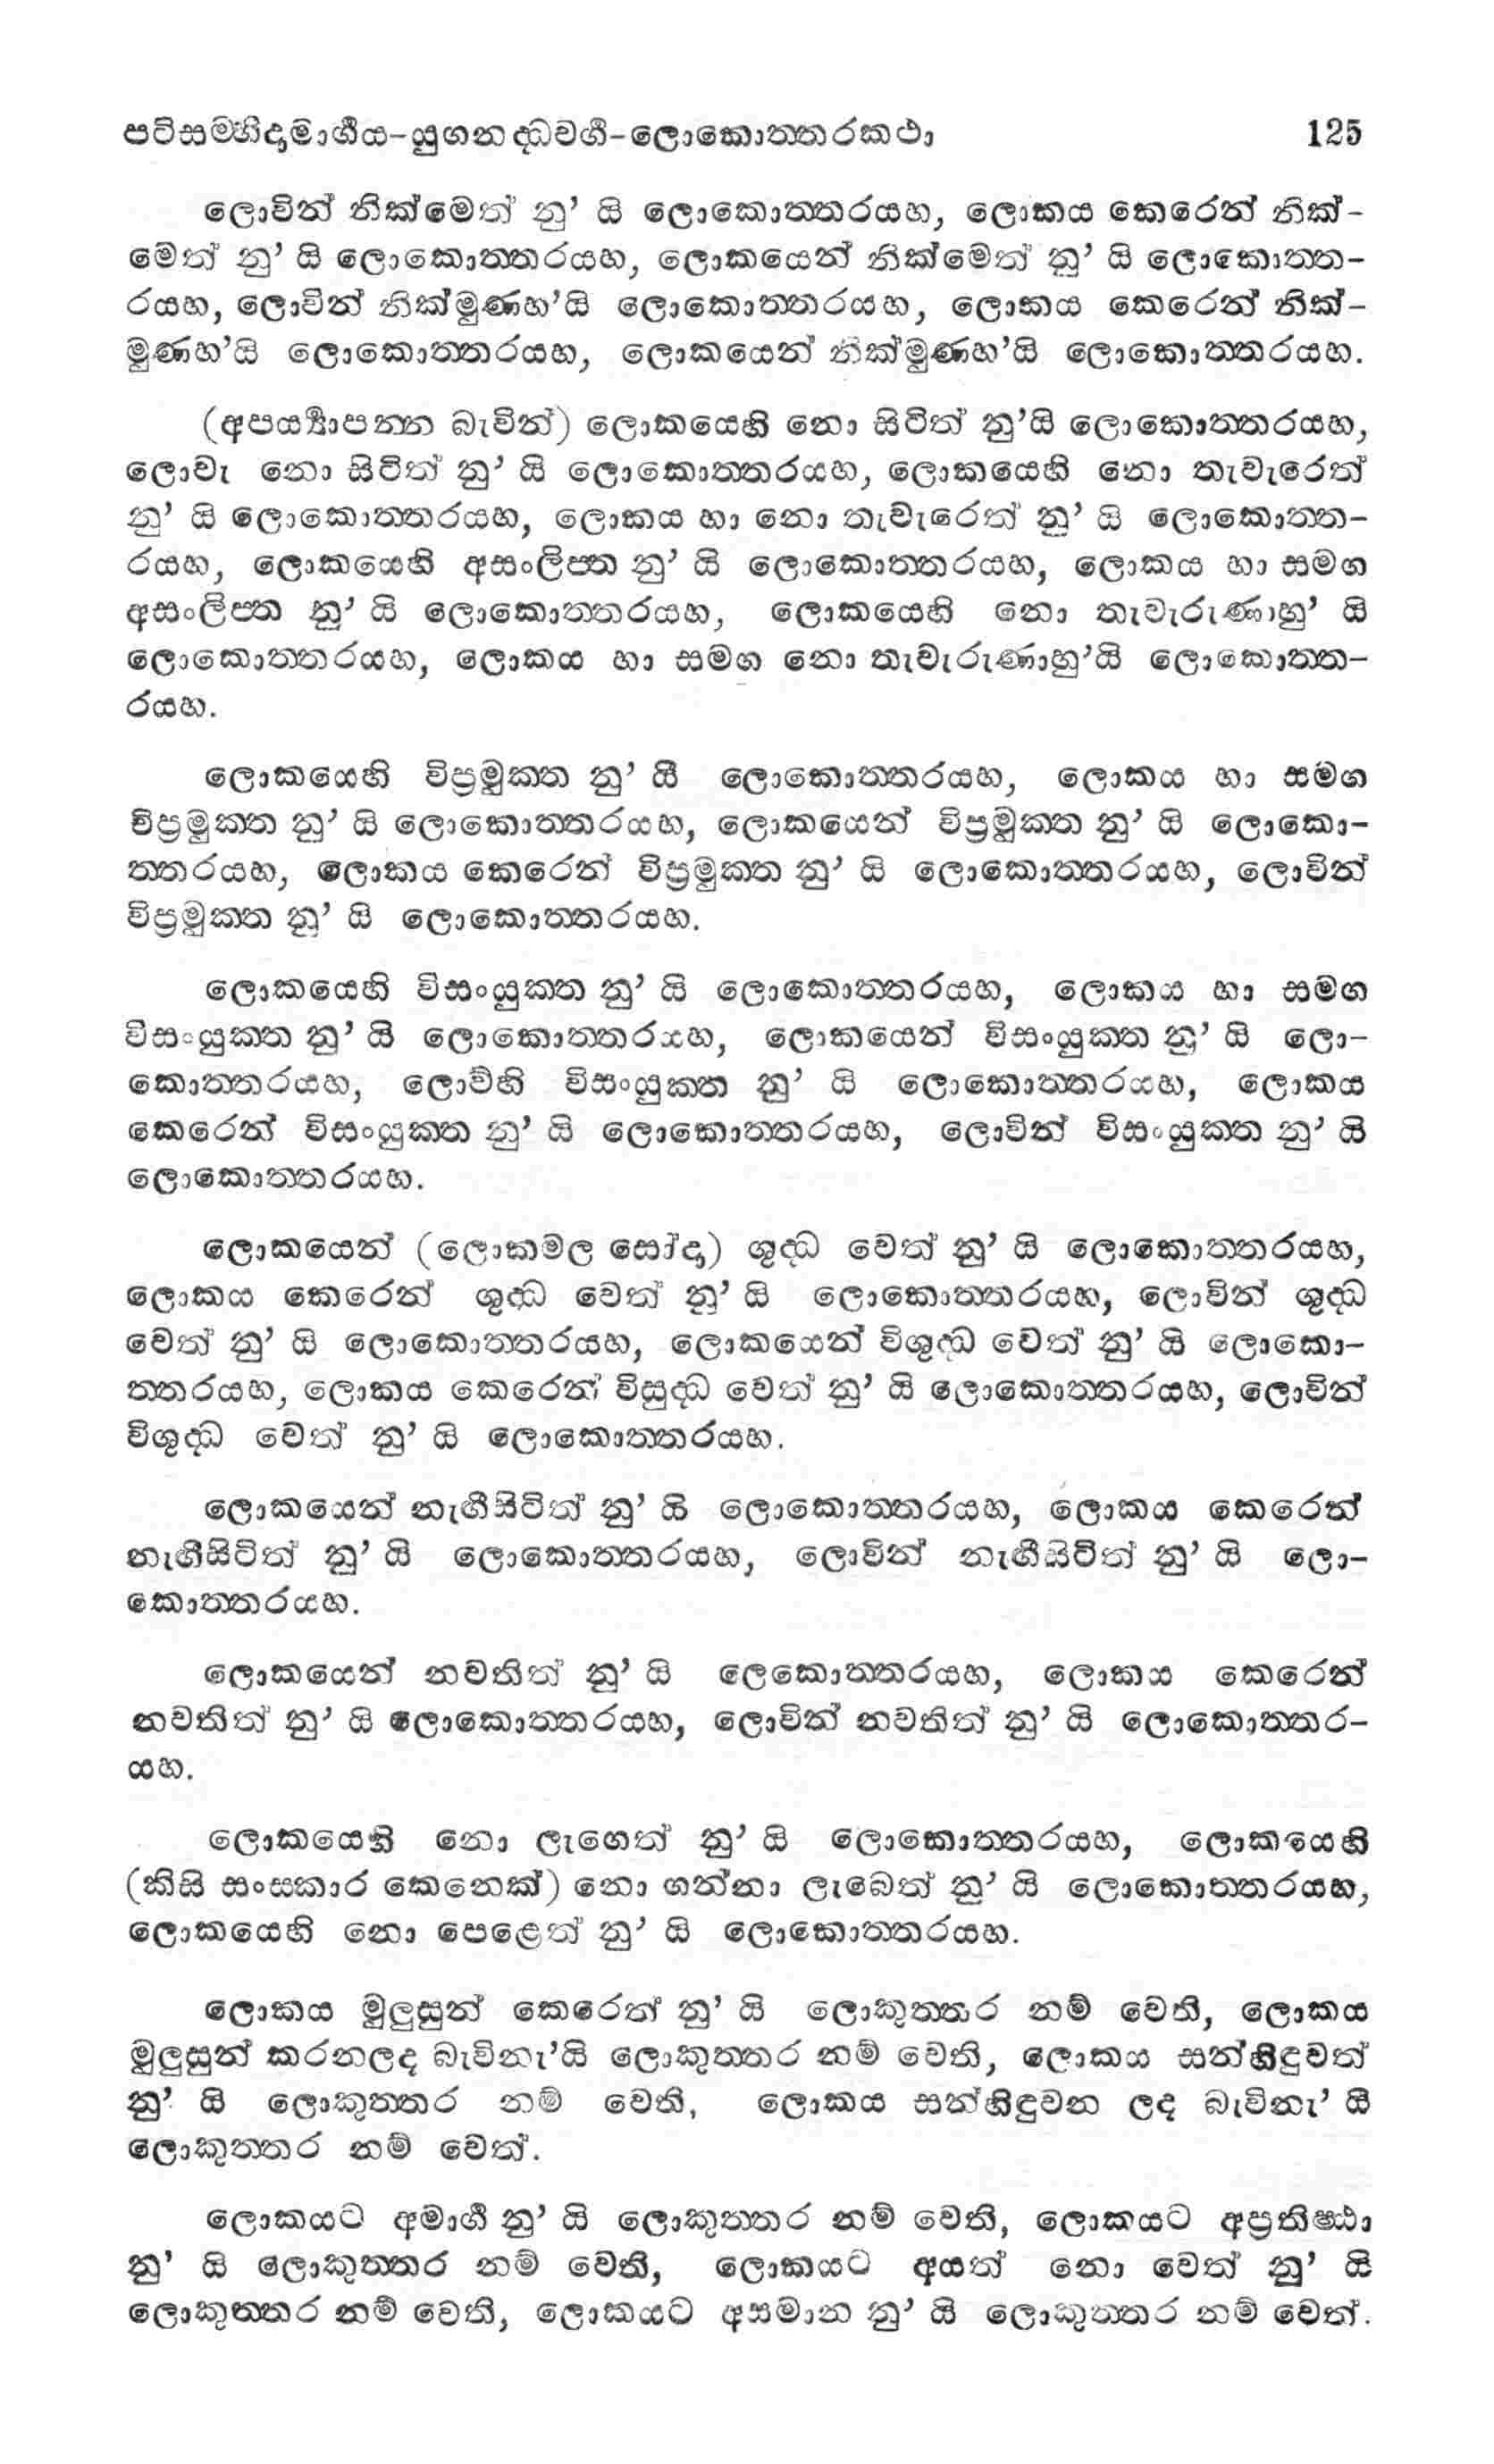 පටිසම්භිදාමාර්ගය-යුගනද්ධවර්ග-ලොකොත්තරකථා 125
ලොවින් නික්මෙත් නු’ යි ලොකොත්තරයහ, ලොකය කෙරෙන් නික්-
මෙත් නු’ යි ලොකොත්තරයහ, ලොකයෙන් නික්මෙත් නු’ යි ලොකොත්ත-
රයහ, ලොවින් නික්මුණහ’යි ලොකොත්තරයහ, ලොකය කෙරෙන් නික්-
මුණහ’යි ලොකොත්තරයහ, ලොකයෙන් නික්මුණහ’යි ලොකොත්තරයහ.
(අපර්‍ය්‍යාපන්න බැවින්) ලොකයෙහි නො සිටිත් නු’යි ලොකොත්තරයහ,
ලොවැ නො සිටිත් නු’ යි ලොකොත්තරයහ, ලොකයෙහි නො තැවැරෙත්
නු’ යි ලොකොත්තරයහ, ලොකය හා නො තැවැරෙත් නු’ යි ලොකොත්ත-
රයහ, ලොකයෙහි අසංලිප්ත නු’ යි ලොකොත්තරයහ, ලොකය හා සමග
අසංලිප්ත නු’ යි ලොකොත්තරයහ, ලොකයෙහි නො තැවැරුණාහු’ යි
ලොකොත්තරයහ, ලොකය හා සමග නො තැවැරුණාහු’යි ලොකොත්ත-
රයහ.
ලොකයෙහි විප්‍රමුක්ත නු’ යි ලොකොත්තරයහ, ලොකය හා සමග
විප්‍රමුක්ත නු’ යි ලොකොත්තරයහ, ලොකයෙන් විප්‍රමුක්ත නු’ යි ලොකො-
ත්තරයහ, ලොකය කෙරෙන් විප්‍රමුක්ත නු’ යි ලොකොත්තරයහ, ලොවින්
විප්‍රමුක්ත නු’ යි ලොකොත්තරයහ.
ලොකයෙහි විසංයුක්ත නු’ යි ලොකොත්තරයහ, ලොකය හා සමග
විසංයුක්ත නු’ යි ලොකොත්තරයහ, ලොකයෙන් විසංයුක්ත නු’ යි ලො-
කොත්තරයහ, ලොව්හි විසංයුක්ත නු’ යි ලොකොත්තරයහ, ලොකය
කෙරෙන් විසංයුක්ත නු’ යි ලොකොත්තරයහ, ලොවින් විසංයුක්ත නු’ යි
ලොකොත්තරයහ.
ලොකයෙන් (ලොකමල සෝදා) ශුද්ධ වෙත් නු’ යි ලොකොත්තරයහ,
ලොකය කෙරෙන් ශුද්ධ වෙත් නු’ යි ලොකොත්තරයහ, ලොවින් ශුද්ධ
වෙත් නු’ යි ලොකොත්තරයහ, ලොකයෙන් විශුද්ධ වෙත් නු’ යි ලොකො-
ත්තරයහ, ලොකය කෙරෙන් විසුද්ධ වෙත් නු’ යි ලොකොත්තරයහ, ලොවින්
විශුද්ධ වෙත් නු’ යි ලොකොත්තරයහ.
ලොකයෙන් නැඟීසිටිත් නු’ යි ලොකොත්තරයහ, ලොකය කෙරෙන්
නැඟීසිටිත් නු’ යි ලොකොත්තරයහ, ලොවින් නැඟීසිටිත් නු’ යි ලො-
කොත්තරයහ.
ලොකයෙන් නවතිත් නු’ යි ලෙකොත්තරයහ, ලොකය කෙරෙන්
නවතිත් නු’ යි ලොකොත්තරයහ, ලොවින් නවතිත් නු’ යි ලොකොත්තර-
යහ.
ලොකයෙහි නො ලැගෙත් නු’ යි ලොකොත්තරයහ, ලොකයෙහි
(කිසි සංස්කාර කෙනෙක්) නො ගන්නා ලැබෙත් නු’ යි ලොකොත්තරයහ,
ලොකයෙහි නො පෙළෙත් නු’ යි ලොකොත්තරයහ.
ලොකය මුලුසුන් කෙරෙත් නු’ යි ලොකුත්තර නම් වෙති, ලොකය
මුලුසුන් කරනලද බැවිනැ’යි ලොකුත්තර නම් වෙති, ලොකය සන්හිඳුවත්
නු’ යි ලොකුත්තර නම් වෙති, ලොකය සන්හිඳුවන ලද බැවිනැ’ යි
ලොකුත්තර නම් වෙත්.
ලොකයට අමාර්ග නු’ යි ලොකුත්තර නම් වෙති, ලොකයට අප්‍රතිෂ්ඨා
නු’ යි ලොකුත්තර නම් වෙති, ලොකයට අයත් නො වෙත් නු’ යි
ලොකුත්තර නම් වෙති, ලොකයට අසමාන නු’ යි ලොකුත්තර නම් වෙත්.